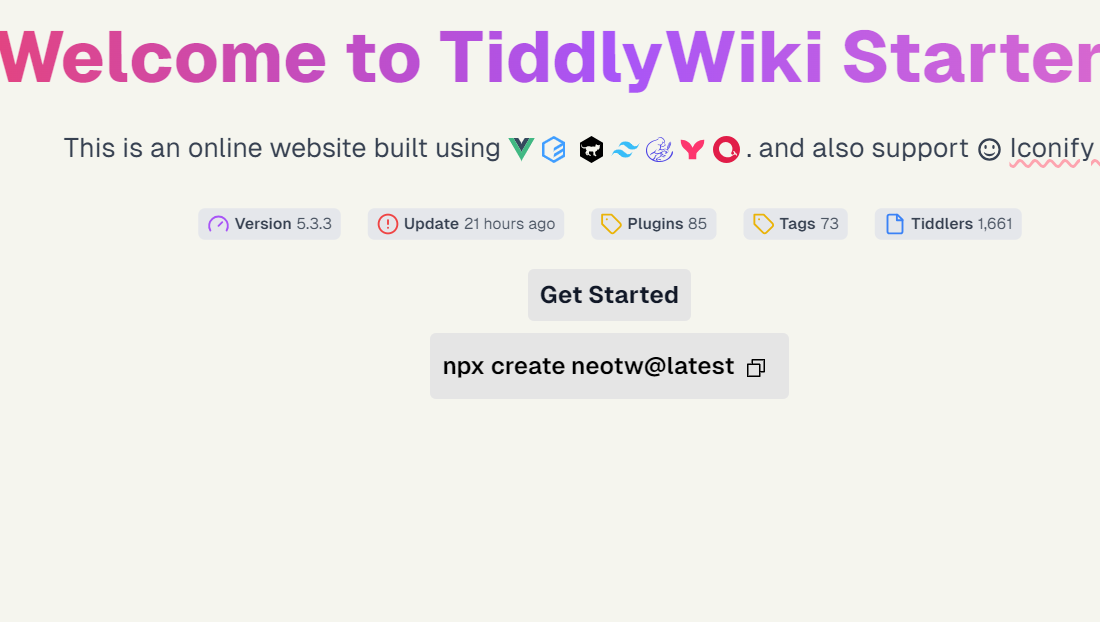 Welcome to TiddlyWiki Starter
This is an online website built using . and also support Iconify
Version 5.3.3 Update 21 hours ago Plugins 85 Tags 73 Tiddlers 1,661
Get Started
npx create neotw@latest